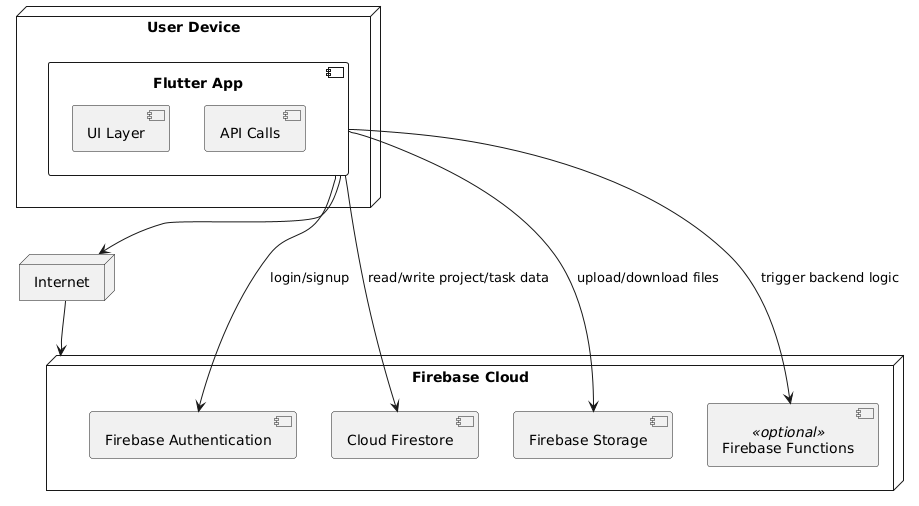 User Device
Flutter App
UI Layer
API Calls
Internet
login/signup
read/write project/task data
upload/download files
trigger backend logic
Firebase Cloud
Firebase Authentication
Cloud Firestore
Firebase Storage
«optional»
Firebase Functions